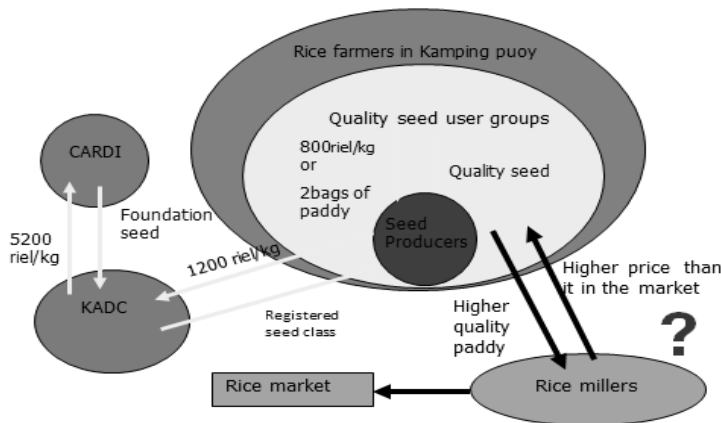 Rice farmers in Kamping puoy
Quality seed user groups
800riel/kg
or
2bags of
paddy
Quality seed
Seed
Producers
CARDI
Foundation
seed
5200
riel/kg
1200 riel/kg
KADC
Registered
seed class
Higher price than
it in the market
Higher
quality
paddy
?
Rice market
Rice millers